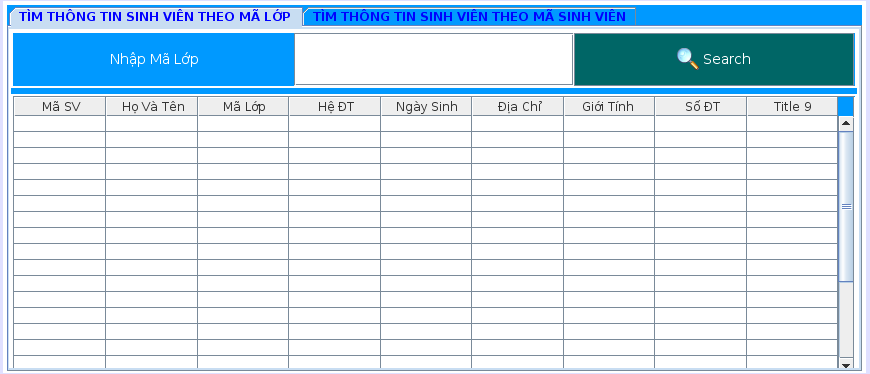 TÌM THÔNG TIN SINH VIÊN THEO MÃ LỚP TÌM THÔNG TIN SINH VIÊN THEO MÃ SINH VIÊN
Nhập Mã Lớp Search
Mã SV Họ Và Tên Mã Lớp Hệ ĐT Ngày Sinh Địa Chỉ Giới Tính Số ĐT Title 9